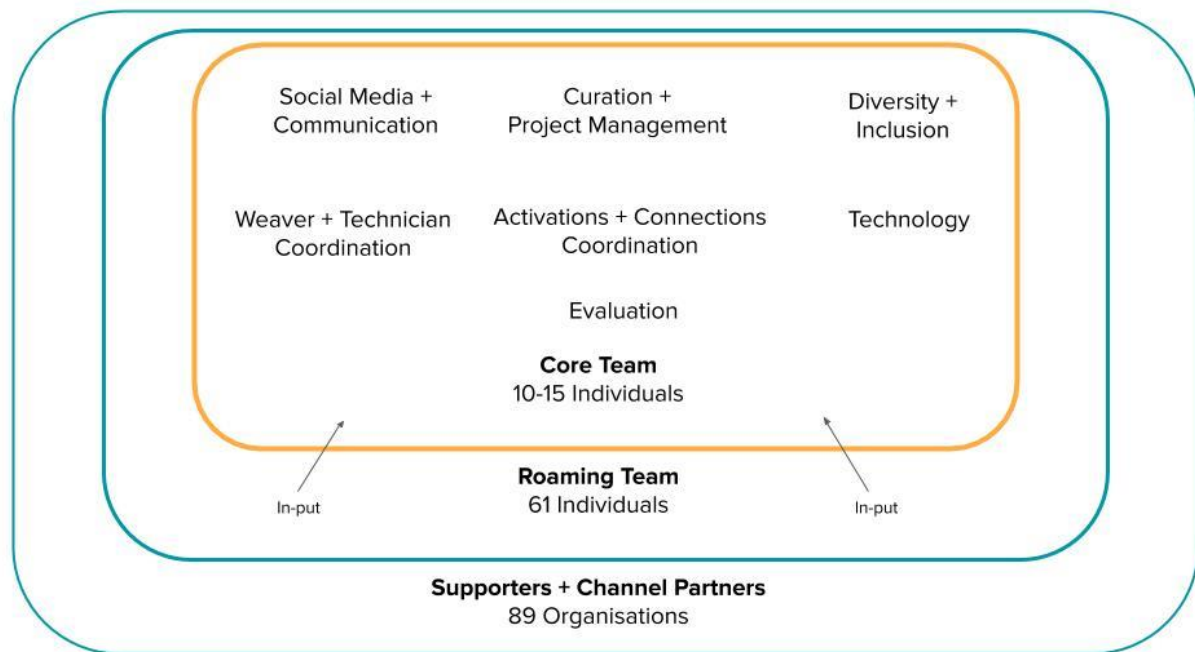 Social Media +
Communication
Curation +
Project Management
Diversity +
Inclusion
Weaver + Technician
Coordination
Activations + Connections
Coordination
Technology
Evaluation
Core Team
10-15 Individuals
Roaming Team
61 Individuals
In-put
In-put
Supporters + Channel Partners
89 Organisations